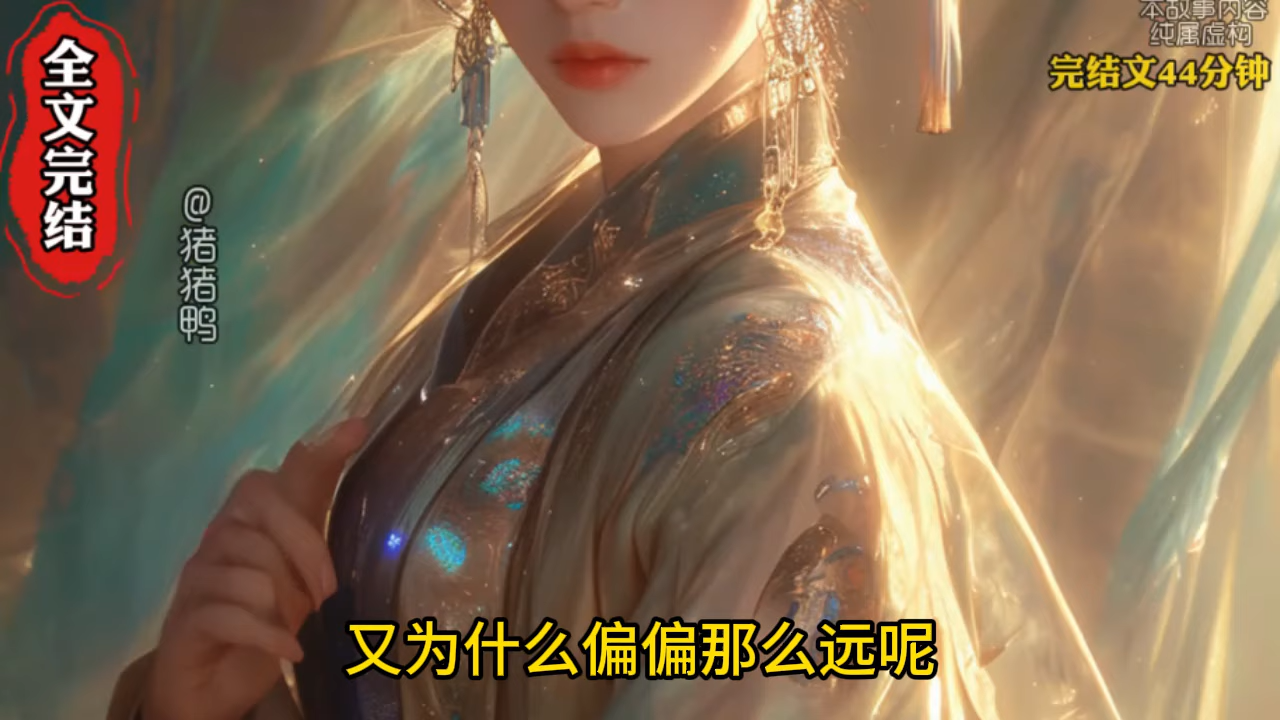 全文完结
@猪猪鸭
本故事内容
纯属虚构
完结文44分钟
又为什么偏偏那么远呢